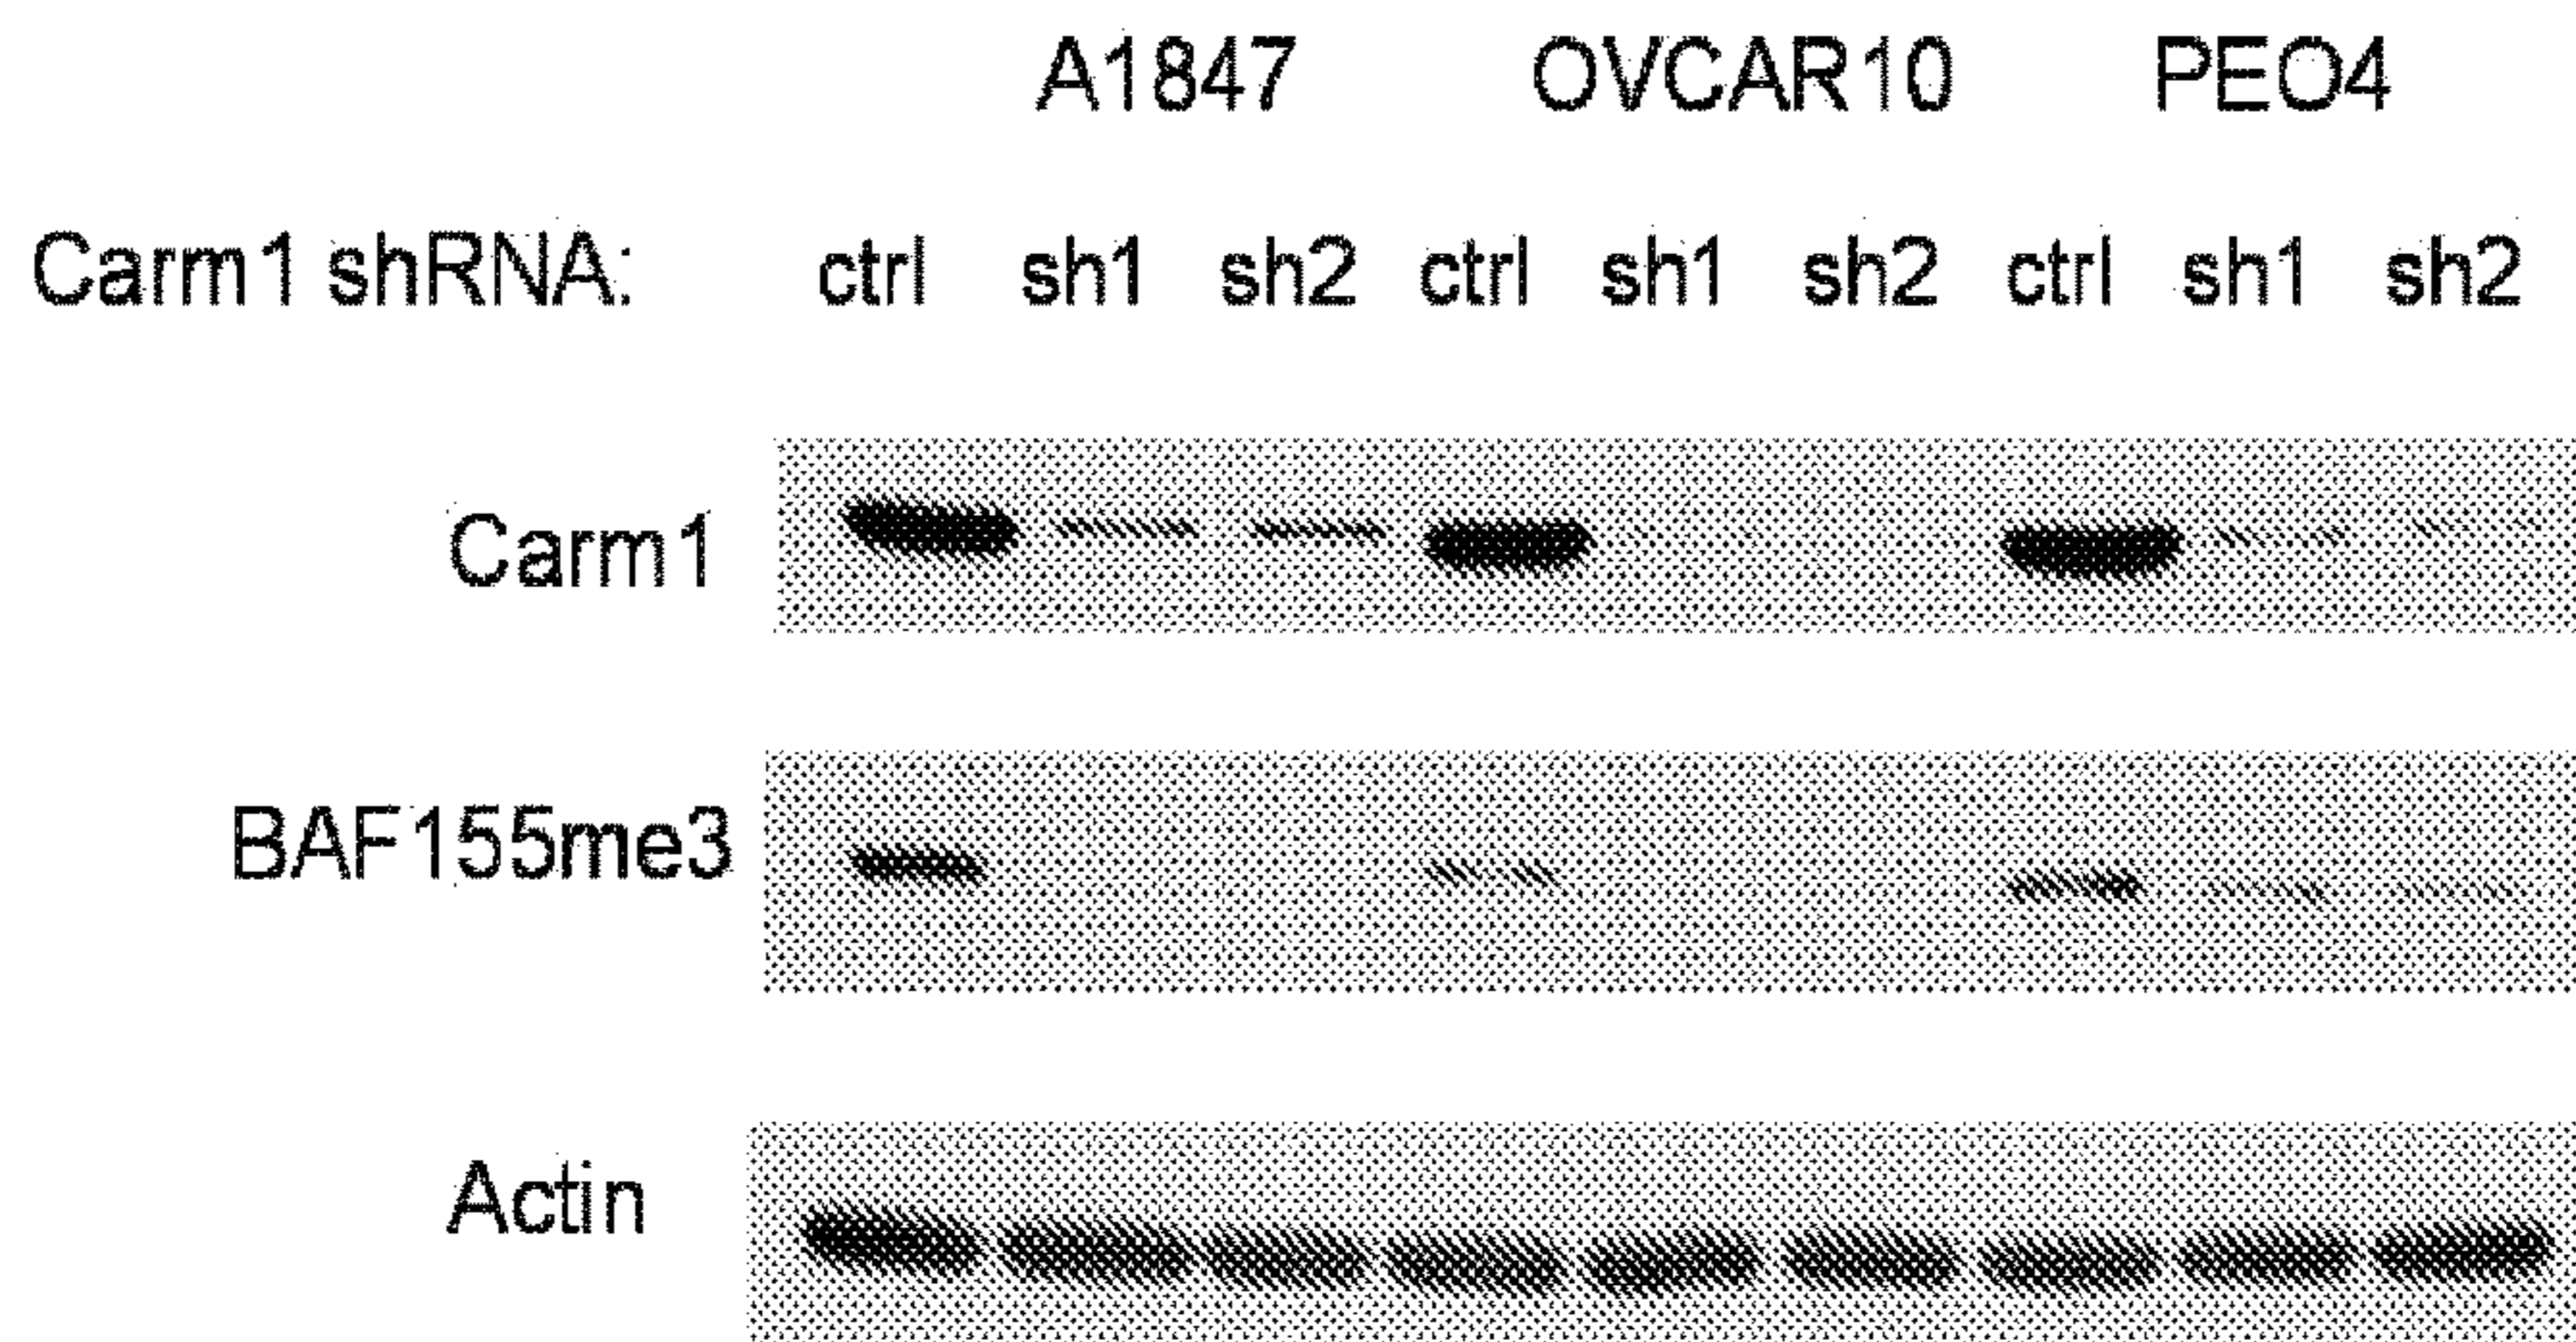 A1847 OVCAR10 PEO4
Carm1 shRNA: ctrl sh1 sh2 ctrl sh1 sh2 ctrl sh1 sh2
Carm1
BAF155me3
Actin